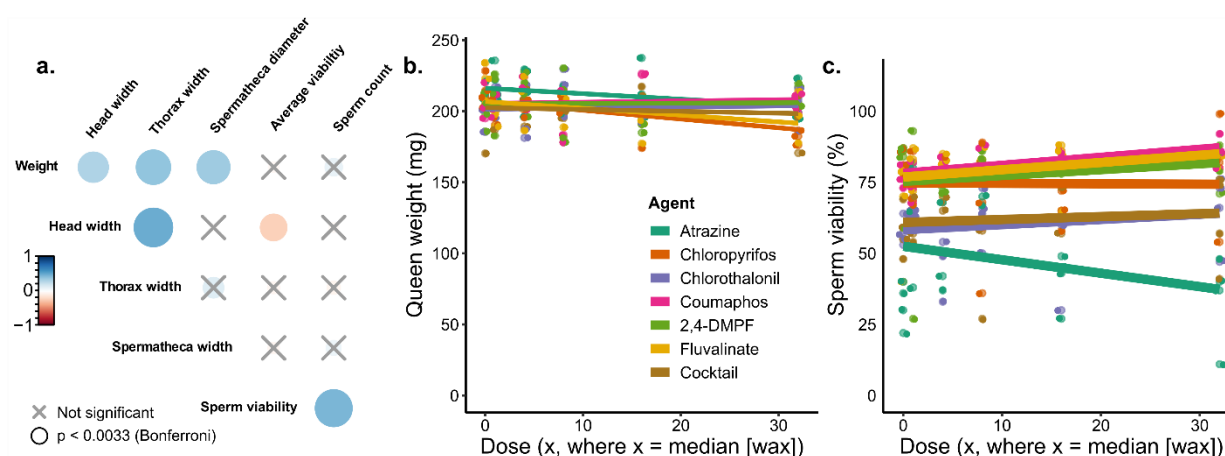 a.
Head width
Thorax width
Spermatheca diameter
Average viabiltiy
Sperm count
Weight
Head width
Thorax width
Spermatheca width
Sperm viability
1
0
−1
Not significant
p < 0.0033 (Bonferroni)
b.
Queen weight (mg)
250
200
150
100
50
0
0 10 20 30
Dose (x, where x = median [wax])
Agent
Atrazine
Chloropyrifos
Chlorothalonil
Coumaphos
2,4-DMPF
Fluvalinate
Cocktail
c.
Sperm viability (%)
100
75
50
25
0
0 10 20 30
Dose (x, where x = median [wax])